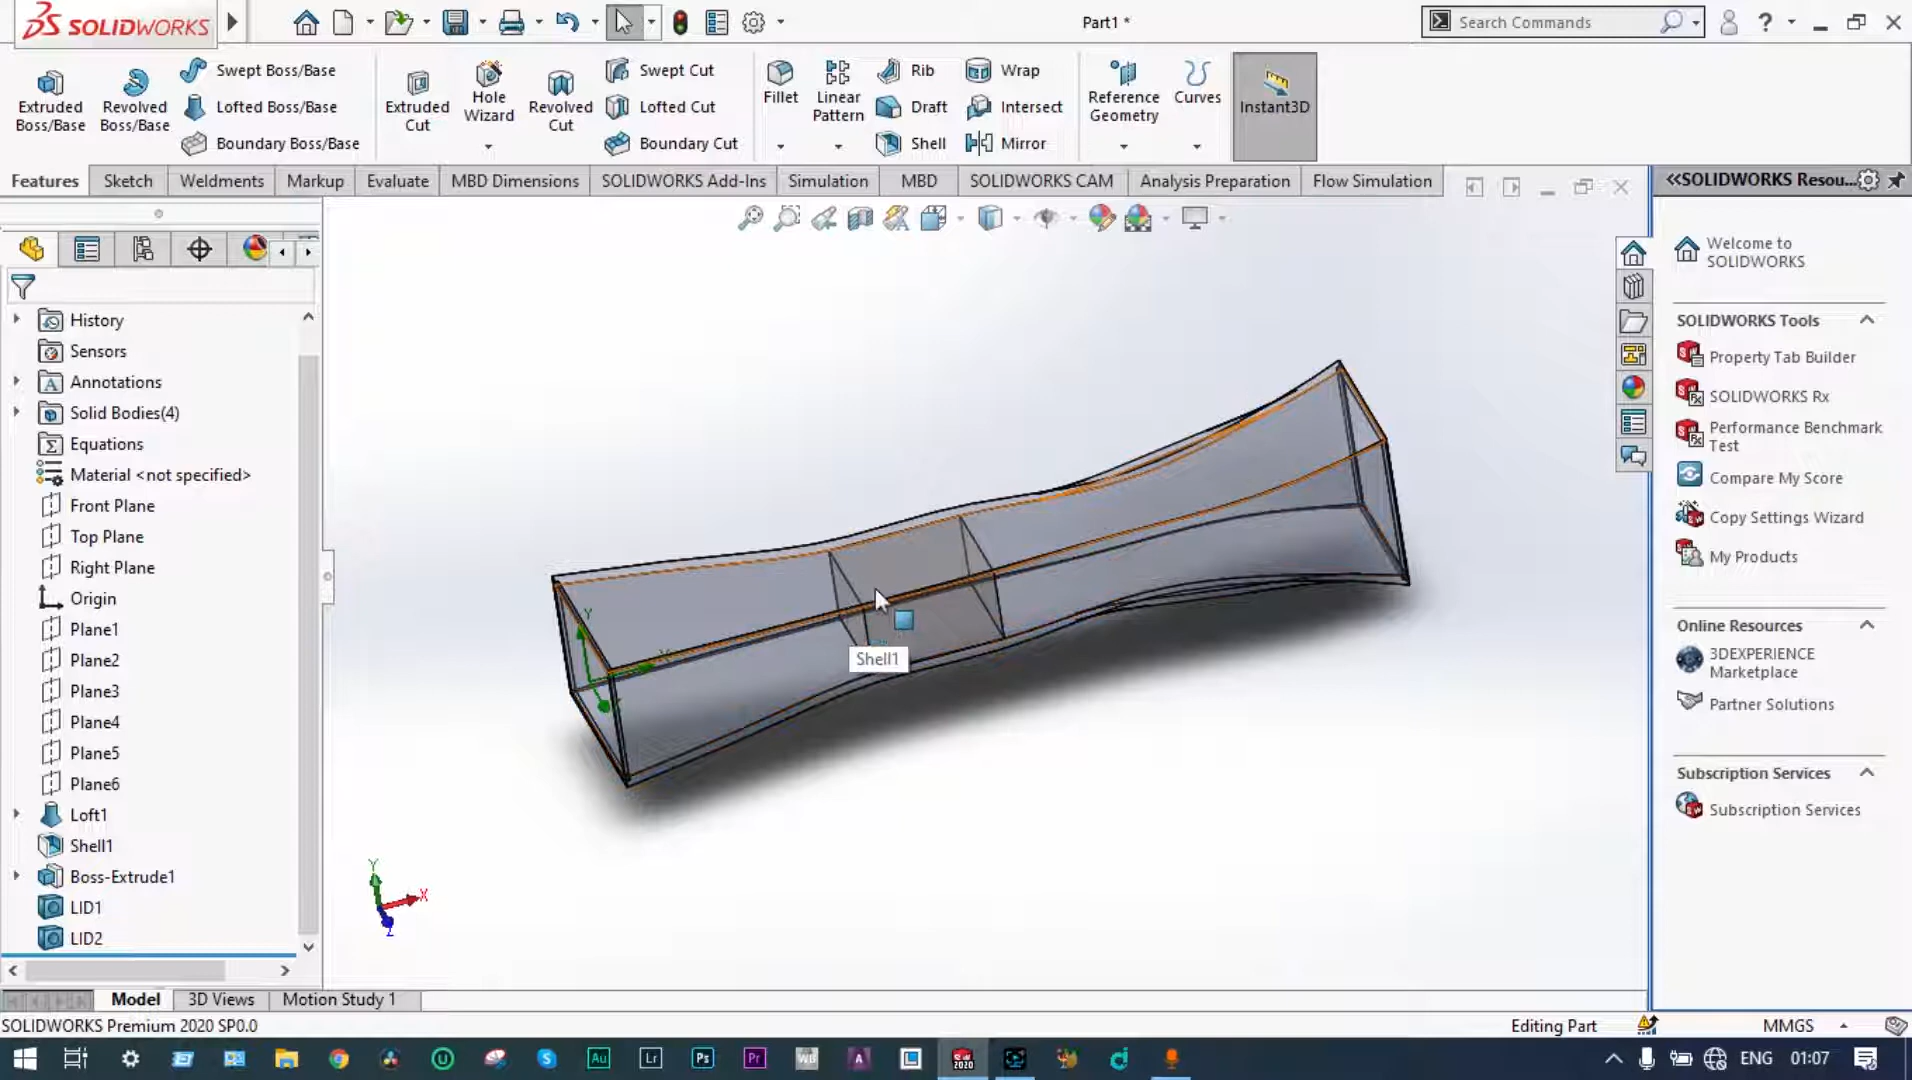 SOLIDWORKS
Part1 *
Search Commands
Extruded
Boss/Base
Revolved
Boss/Base
Swept Boss/Base
Lofted Boss/Base
Boundary Boss/Base
Extruded
Cut
Hole
Wizard
Revolved
Cut
Swept Cut
Lofted Cut
Boundary Cut
Fillet
Linear
Pattern
Rib
Draft
Shell
Wrap
Intersect
Mirror
Reference
Geometry
Curves
Instant3D
Features
Sketch
Weldments
Markup
Evaluate
MBD Dimensions
SOLIDWORKS Add-Ins
Simulation
MBD
SOLIDWORKS CAM
Analysis Preparation
Flow Simulation
History
Sensors
Annotations
Solid Bodies(4)
Equations
Material <not specified>
Front Plane
Top Plane
Right Plane
Origin
Plane1
Plane2
Plane3
Plane4
Plane5
Plane6
Loft1
Shell1
Boss-Extrude1
LID1
LID2
Shell1
Y
X
Z
Y
X
SOLIDWORKS Resou...
Welcome to
SOLIDWORKS
SOLIDWORKS Tools
Property Tab Builder
SOLIDWORKS Rx
Performance Benchmark
Test
Compare My Score
Copy Settings Wizard
My Products
Online Resources
3DEXPERIENCE
Marketplace
Partner Solutions
Subscription Services
Subscription Services
Model
3D Views
Motion Study 1
SOLIDWORKS Premium 2020 SP0.0
Editing Part
MMGS
Au
Lr
Ps
Pr
WB
A
SW
2020
ENG
01:07